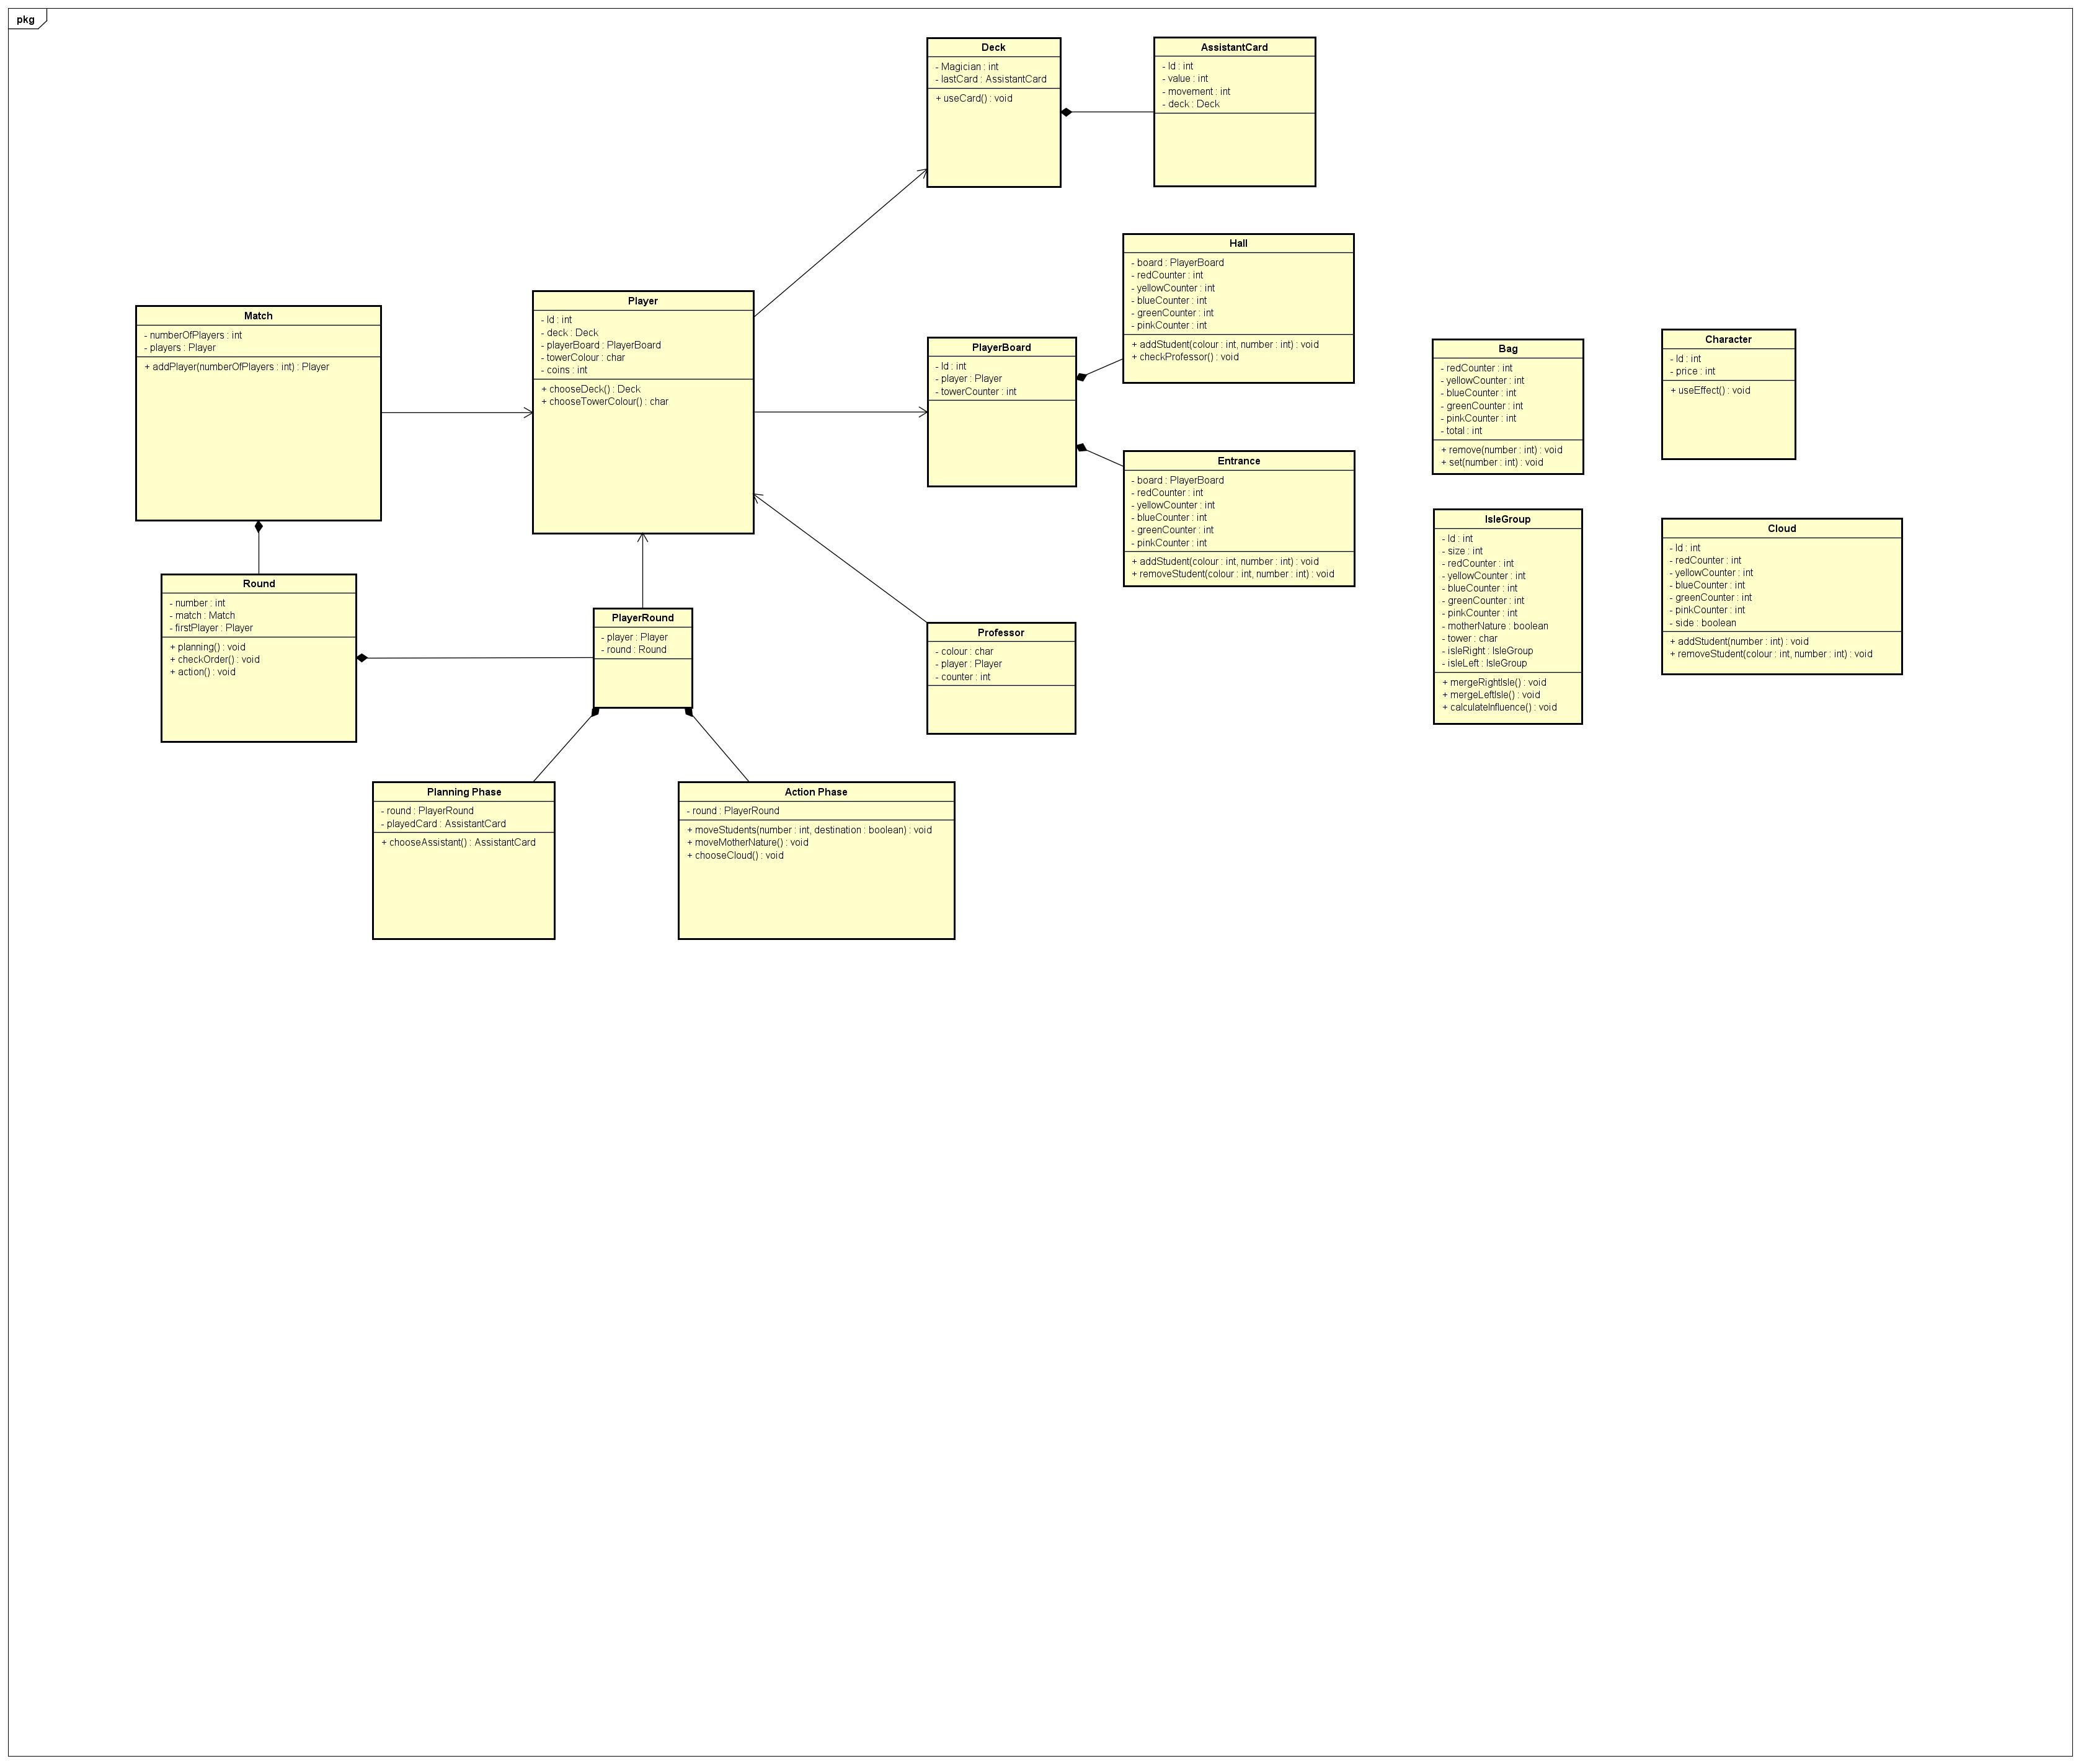 pkg
Deck
- Magician : int
- lastCard : AssistantCard
+ useCard() : void
AssistantCard
- Id : int
- value : int
- movement : int
- deck : Deck
Hall
- board : PlayerBoard
- redCounter : int
- yellowCounter : int
- blueCounter : int
- greenCounter : int
- pinkCounter : int
+ addStudent(colour : int, number : int) : void
+ checkProfessor() : void
Match
- numberOfPlayers : int
- players : Player
+ addPlayer(numberOfPlayers : int) : Player
Player
- Id : int
- deck : Deck
- playerBoard : PlayerBoard
- towerColour : char
- coins : int
+ chooseDeck() : Deck
+ chooseTowerColour() : char
PlayerBoard
- Id : int
- player : Player
- towerCounter : int
Bag
- redCounter : int
- yellowCounter : int
- blueCounter : int
- greenCounter : int
- pinkCounter : int
- total : int
+ remove(number : int) : void
+ set(number : int) : void
Character
- Id : int
- price : int
+ useEffect() : void
Entrance
- board : PlayerBoard
- redCounter : int
- yellowCounter : int
- blueCounter : int
- greenCounter : int
- pinkCounter : int
+ addStudent(colour : int, number : int) : void
+ removeStudent(colour : int, number : int) : void
IsleGroup
- Id : int
- size : int
- redCounter : int
- yellowCounter : int
- blueCounter : int
- greenCounter : int
- pinkCounter : int
- motherNature : boolean
- tower : char
- isleRight : IsleGroup
- isleLeft : IsleGroup
+ mergeRightIsle() : void
+ mergeLeftIsle() : void
+ calculateInfluence() : void
Cloud
- Id : int
- redCounter : int
- yellowCounter : int
- blueCounter : int
- greenCounter : int
- pinkCounter : int
- side : boolean
+ addStudent(number : int) : void
+ removeStudent(colour : int, number : int) : void
Round
- number : int
- match : Match
- firstPlayer : Player
+ planning() : void
+ checkOrder() : void
+ action() : void
PlayerRound
- player : Player
- round : Round
Professor
- colour : char
- player : Player
- counter : int
Planning Phase
- round : PlayerRound
- playedCard : AssistantCard
+ chooseAssistant() : AssistantCard
Action Phase
- round : PlayerRound
+ moveStudents(number : int, destination : boolean) : void
+ moveMotherNature() : void
+ chooseCloud() : void